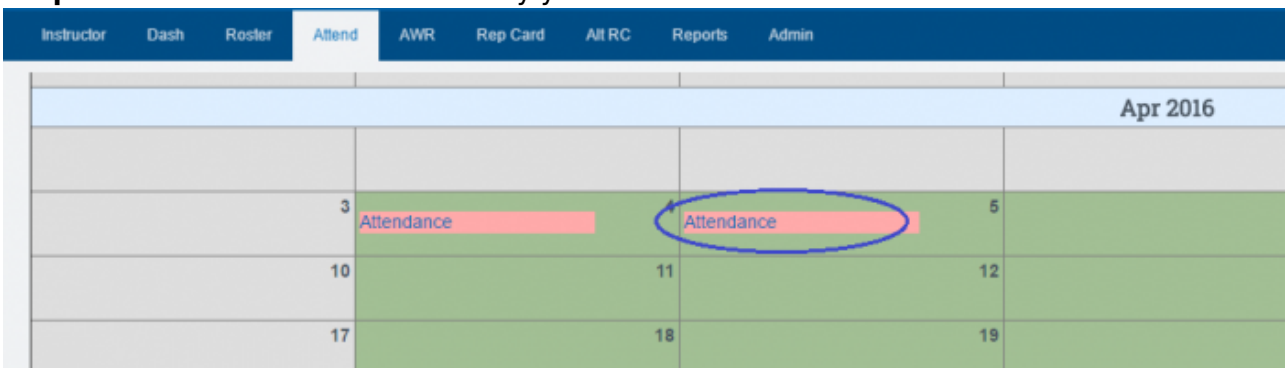 Instructor Dash Roster Attend AWR Rep Card Alt RC Reports Admin
Apr 2016
3 4 5
Attendance Attendance
10 11 12
17 18 19